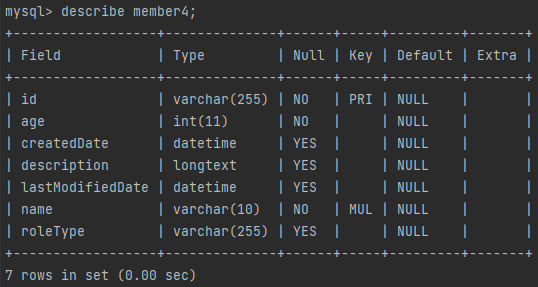 mysql> describe member4;
+------------------+--------------+------+-----+---------+-------+
| Field            | Type         | Null | Key | Default | Extra |
+------------------+--------------+------+-----+---------+-------+
| id               | varchar(255) | NO   | PRI | NULL    |       |
| age              | int(11)      | NO   |     | NULL    |       |
| createdDate      | datetime     | YES  |     | NULL    |       |
| description      | longtext     | YES  |     | NULL    |       |
| lastModifiedDate | datetime     | YES  |     | NULL    |       |
| name             | varchar(10)  | NO   | MUL | NULL    |       |
| roleType         | varchar(255) | YES  |     | NULL    |       |
+------------------+--------------+------+-----+---------+-------+
7 rows in set (0.00 sec)